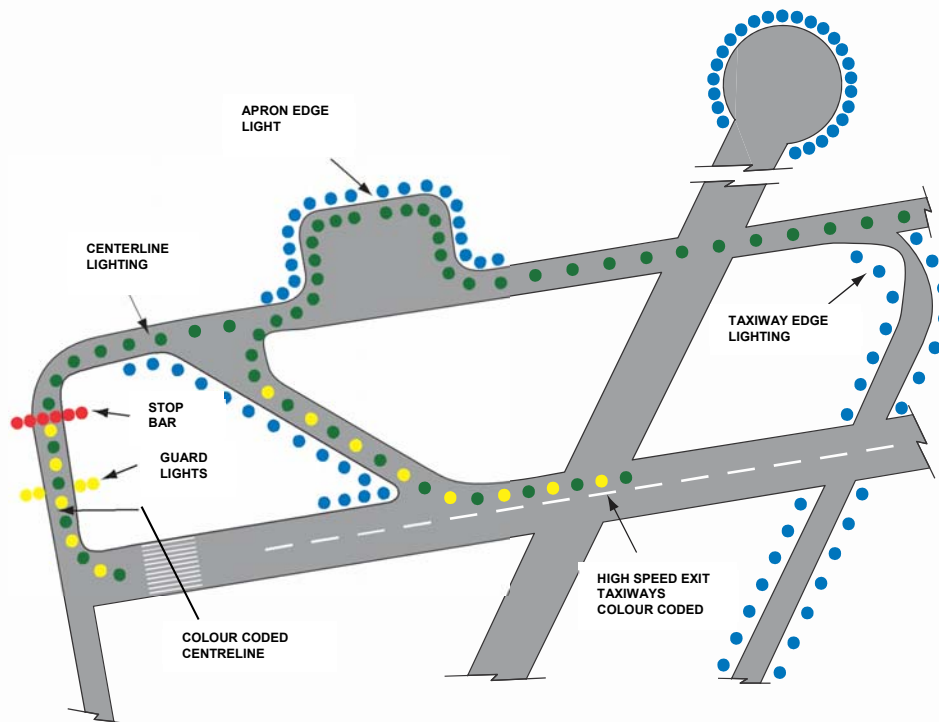 APRON EDGE
LIGHT
CENTERLINE
LIGHTING
TAXIWAY EDGE
LIGHTING
STOP
BAR
GUARD
LIGHTS
HIGH SPEED EXIT
TAXIWAYS
COLOUR CODED
COLOUR CODED
CENTRELINE